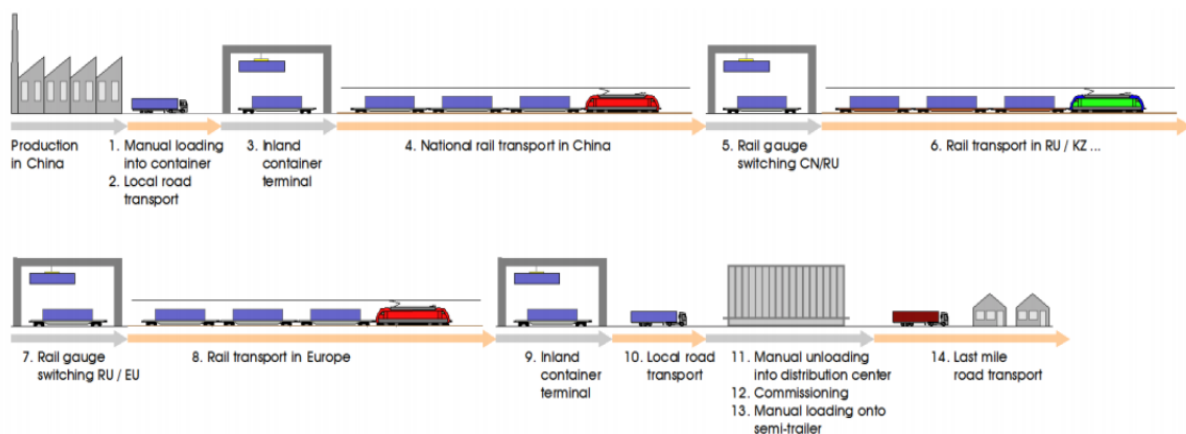 Production
in China
1. Manual loading
into container
2. Local road
transport
3. Inland
container
terminal
4. National rail transport in China
5. Rail gauge
switching CN/RU
6. Rail transport in RU / KZ ...
7. Rail gauge
switching RU / EU
8. Rail transport in Europe
9. Inland
container
terminal
10. Local road
transport
11. Manual unloading
into distribution center
12. Commissioning
13. Manual loading onto
semi-trailer
14. Last mile
road transport